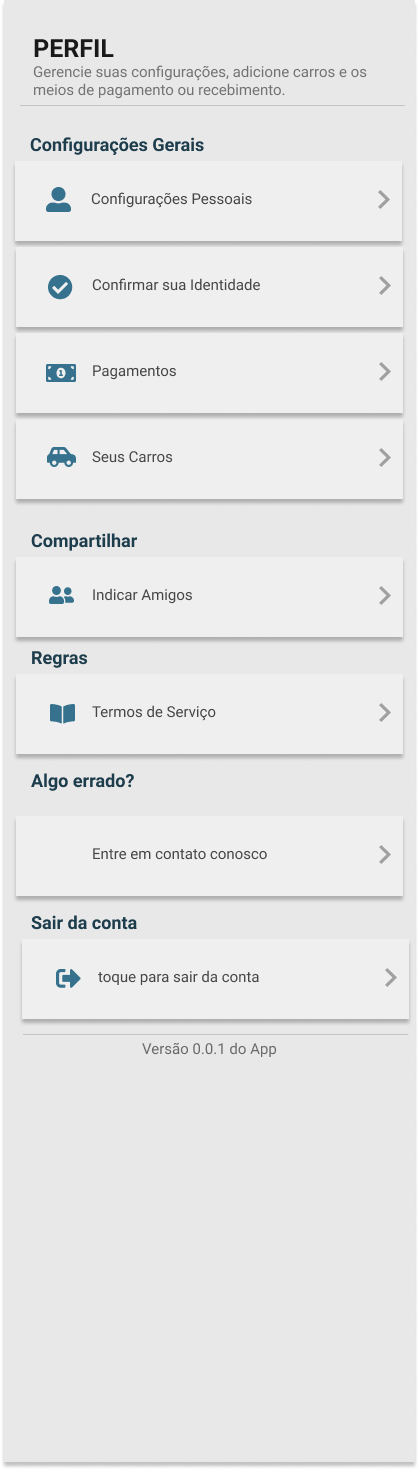 PERFIL
Gerencie suas configurações, adicione carros e os
meios de pagamento ou recebimento.
Configurações Gerais
Configurações Pessoais
Confirmar sua Identidade
1
Pagamentos
Seus Carros
Compartilhar
Indicar Amigos
Regras
Termos de Serviço
Algo errado?
Entre em contato conosco
Sair da conta
toque para sair da conta
Versão 0.0.1 do App